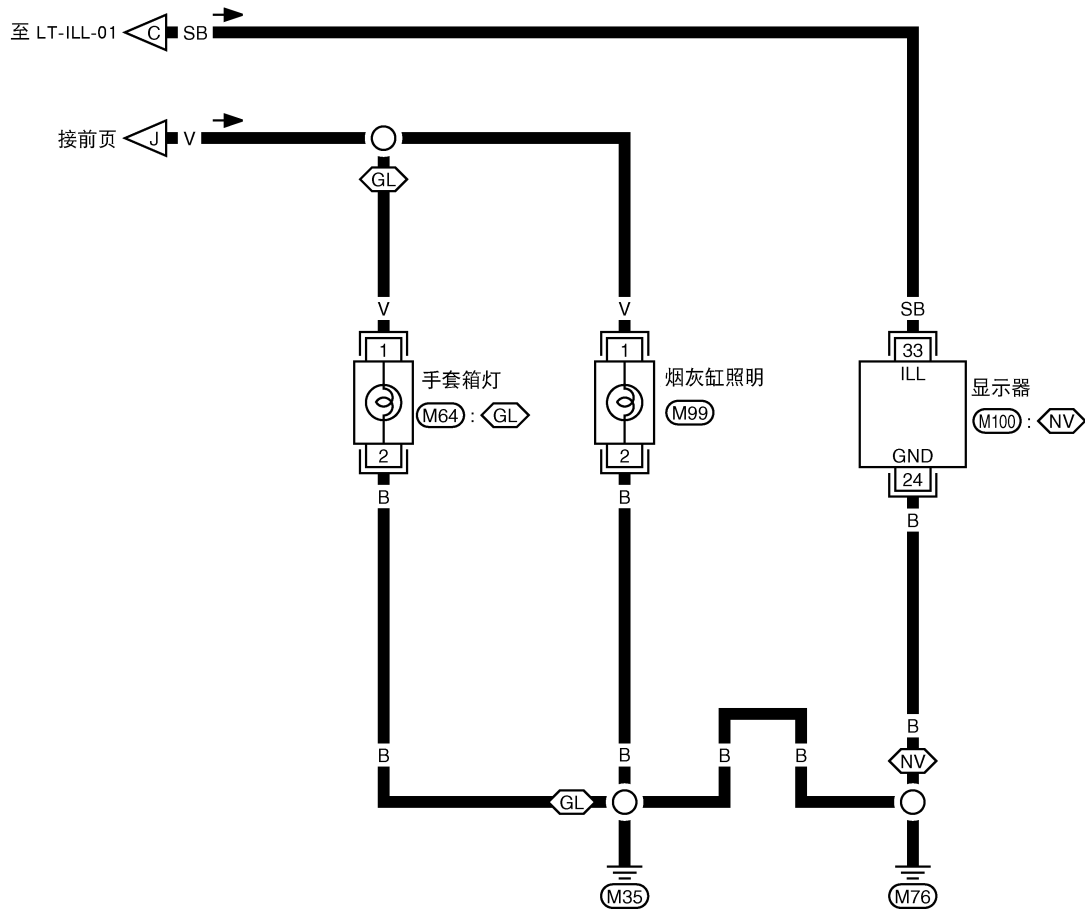 至 LT-ILL-01 C SB
接前页 J V
GL
V V SB
1 1 33
ILL
手套箱灯 烟灰缸照明 显示器
M64 : GL M99 M100 : NV
GND
2 2 24
B B B
B
B B B B
NV
GL
M35 M76